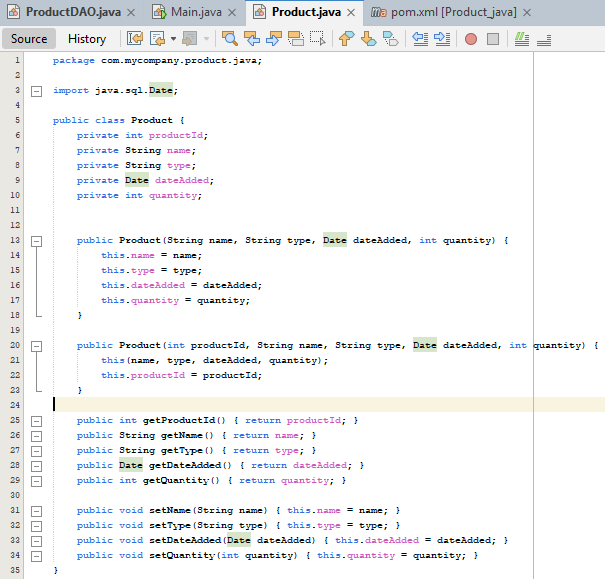 ProductDAO.java × Main.java × Product.java × pom.xml [Product_java] ×
Source History
1 package com.mycompany.product.java;
2
3 import java.sql.Date;
4
5 public class Product {
6 private int productId;
7 private String name;
8 private String type;
9 private Date dateAdded;
10 private int quantity;
11
12
13 public Product(String name, String type, Date dateAdded, int quantity) {
14 this.name = name;
15 this.type = type;
16 this.dateAdded = dateAdded;
17 this.quantity = quantity;
18 }
19
20 public Product(int productId, String name, String type, Date dateAdded, int quantity) {
21 this(name, type, dateAdded, quantity);
22 this.productId = productId;
23 }
24
25 public int getProductId() { return productId; }
26 public String getName() { return name; }
27 public String getType() { return type; }
28 public Date getDateAdded() { return dateAdded; }
29 public int getQuantity() { return quantity; }
30
31 public void setName(String name) { this.name = name; }
32 public void setType(String type) { this.type = type; }
33 public void setDateAdded(Date dateAdded) { this.dateAdded = dateAdded; }
34 public void setQuantity(int quantity) { this.quantity = quantity; }
35 }